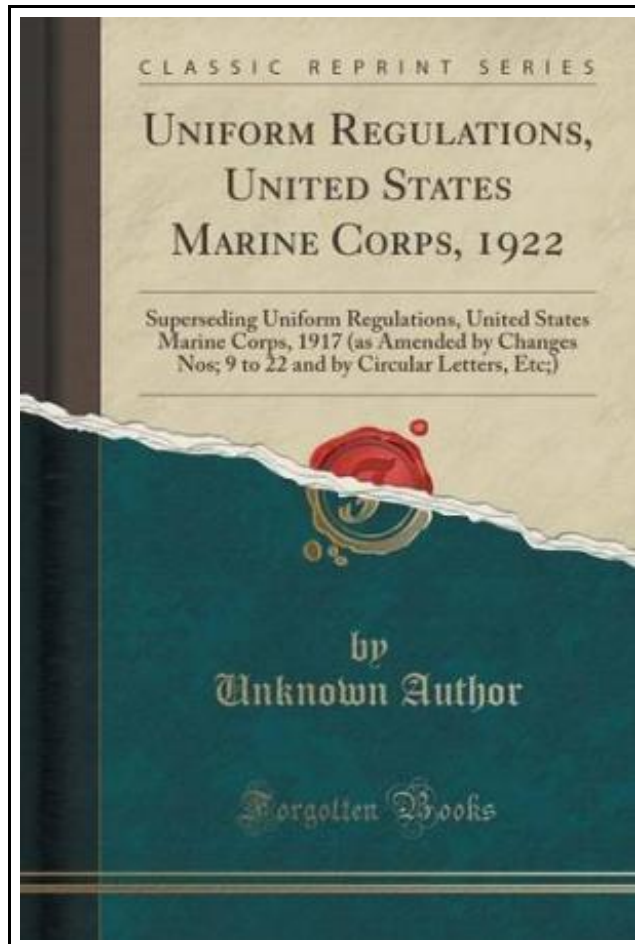 CLASSIC REPRINT SERIES
UNIFORM REGULATIONS,
UNITED STATES
MARINE CORPS, 1922
Superseding Uniform Regulations, United States
Marine Corps, 1917 (as Amended by Changes
Nos; 9 to 22 and by Circular Letters, Etc;)
by
Unknown Author
Forgotten Books